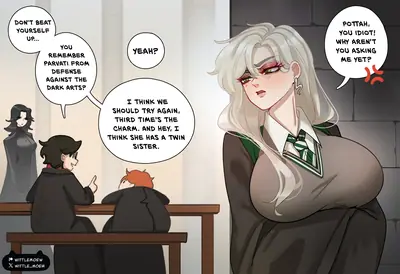 DON'T BEAT
YOURSELF
UP...
YOU
REMEMBER
PARVATI FROM
DEFENSE
AGAINST THE
DARK ARTS?
YEAH?
I THINK WE
SHOULD TRY AGAIN,
THIRD TIME'S THE
CHARM. AND HEY, I
THINK SHE HAS A TWIN
SISTER.
POTTAH,
YOU IDIOT!
WHY AREN'T
YOU ASKING
ME YET?
WITTLEMOEW
WITTLE_MOEW